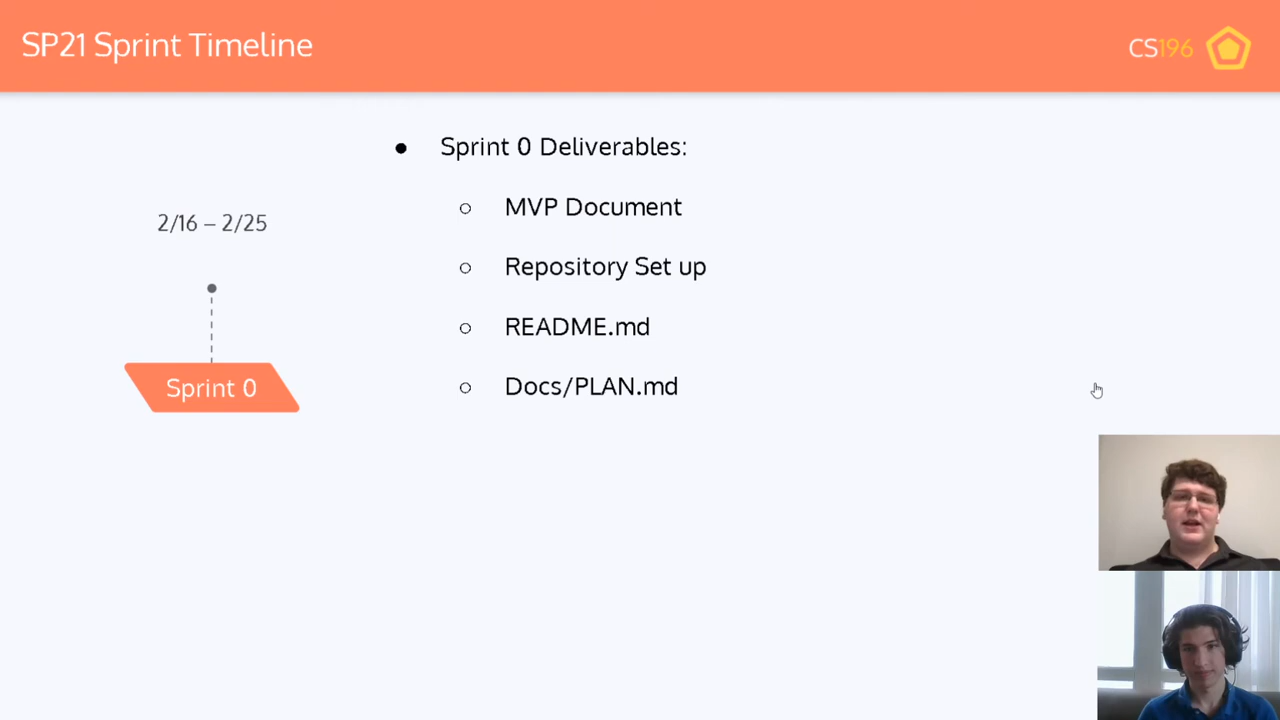 SP21 Sprint Timeline
CS196
2/16 – 2/25
Sprint 0
● Sprint 0 Deliverables:
○ MVP Document
○ Repository Set up
○ README.md
○ Docs/PLAN.md